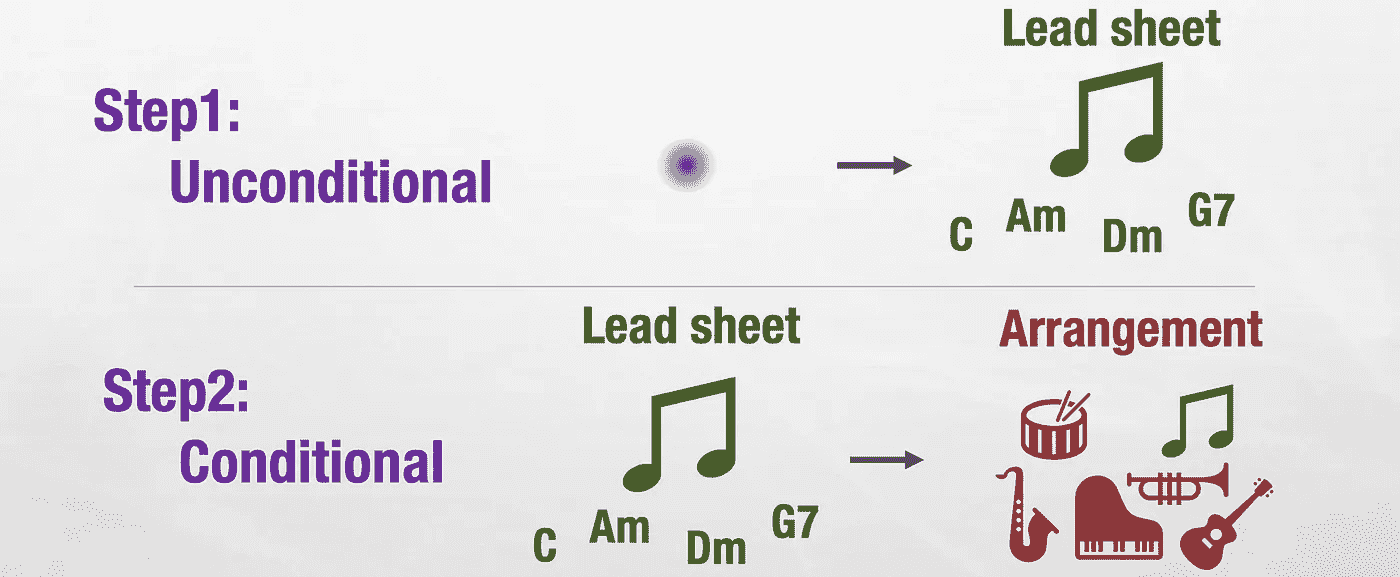 Lead sheet
Step1:
Unconditional
C Am Dm G7
Lead sheet
Arrangement
Step2:
Conditional
C Am Dm G7